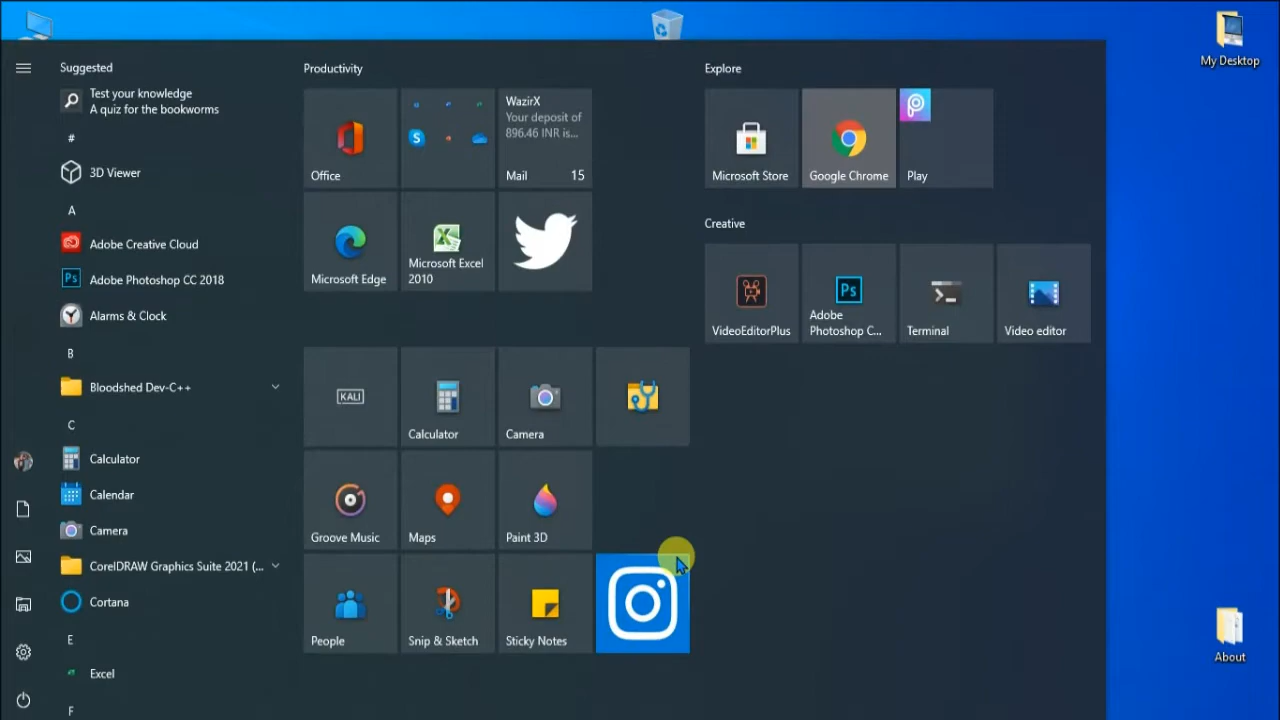 My Desktop
Suggested
Test your knowledge
A quiz for the bookworms
#
3D Viewer
A
Adobe Creative Cloud
Ps
Adobe Photoshop CC 2018
Alarms & Clock
B
Bloodshed Dev-C++
C
Calculator
Calendar
Camera
CorelDRAW Graphics Suite 2021 (...
Cortana
E
Excel
F
Productivity
Office
S
WazirX
Your deposit of
896.46 INR is...
Mail 15
Microsoft Edge
Microsoft Excel
2010
KALI
Calculator
Camera
Groove Music
Maps
Paint 3D
People
Snip & Sketch
Sticky Notes
Explore
Microsoft Store
Google Chrome
P
Play
Creative
VideoEditorPlus
Ps
Adobe
Photoshop C...
Terminal
Video editor
About